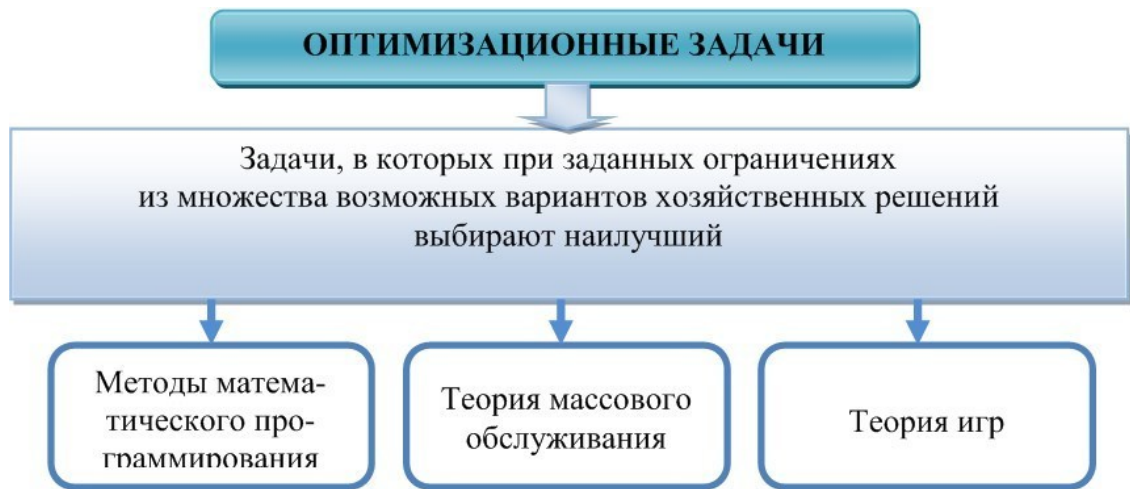 ОПТИМИЗАЦИОННЫЕ ЗАДАЧИ
Задачи, в которых при заданных ограничениях
из множества возможных вариантов хозяйственных решений
выбирают наилучший
Методы матема-
тического про-
граммирования
Теория массового
обслуживания
Теория игр